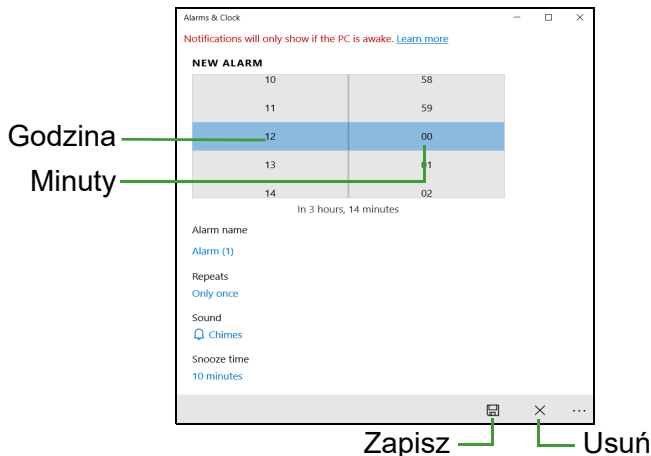 Alarms & Clock
Notifications will only show if the PC is awake. Learn more
NEW ALARM
10 58
11 59
Godzina 12 00
13 01
Minuty
14 02
In 3 hours, 14 minutes
Alarm name
Alarm (1)
Repeats
Only once
Sound
Chimes
Snooze time
10 minutes
Zapisz Usuń